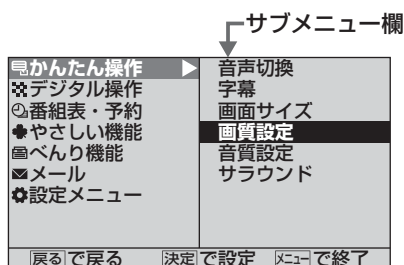 サブメニュー欄
かんたん操作
デジタル操作
番組表・予約
やさしい機能
べんり機能
メール
設定メニュー
音声切換
字幕
画面サイズ
画質設定
音質設定
サラウンド
戻る で戻る 決定 で設定 メニュー で終了